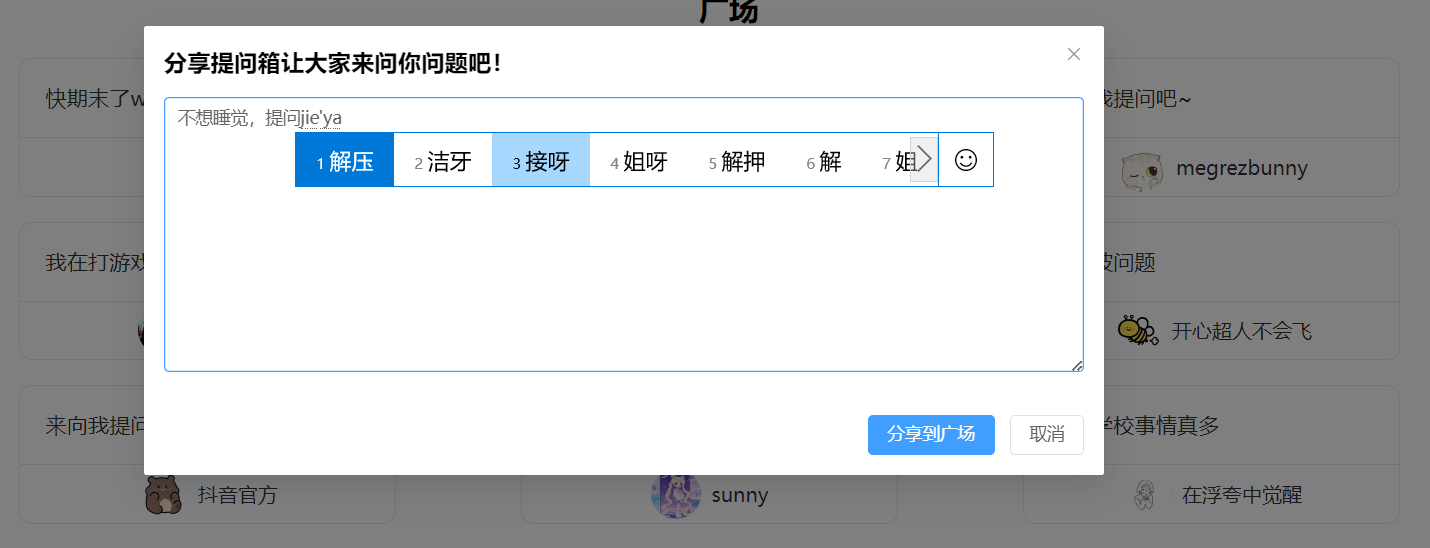 广场
分享提问箱让大家来问你问题吧！
快期末了w
我提问吧~
不想睡觉，提问jie'ya
1 解压 2 洁牙 3 接呀 4 姐呀 5 解押 6 解 7 姐
megrezbunny
我在打游戏
问题
开心超人不会飞
来向我提问
学校事情真多
分享到广场 取消
抖音官方
sunny
在浮夸中觉醒